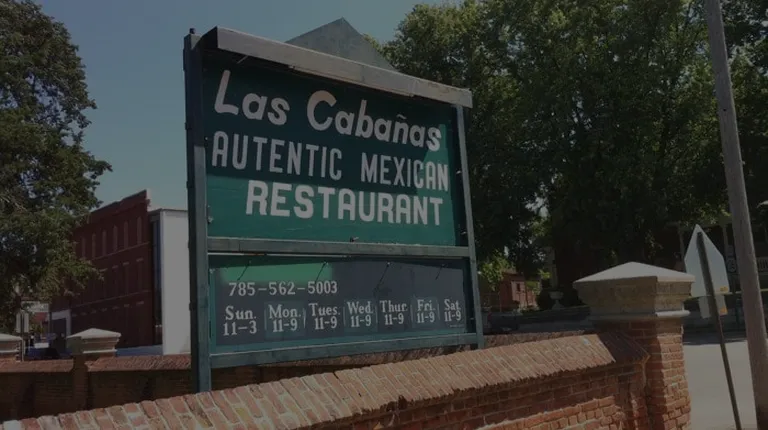 Las Cabañas
AUTENTIC MEXICAN
RESTAURANT
785-562-5003
Sun. Mon. Tues. Wed. Thur. Fri. Sat.
11-3 11-9 11-9 11-9 11-9 11-9 11-9